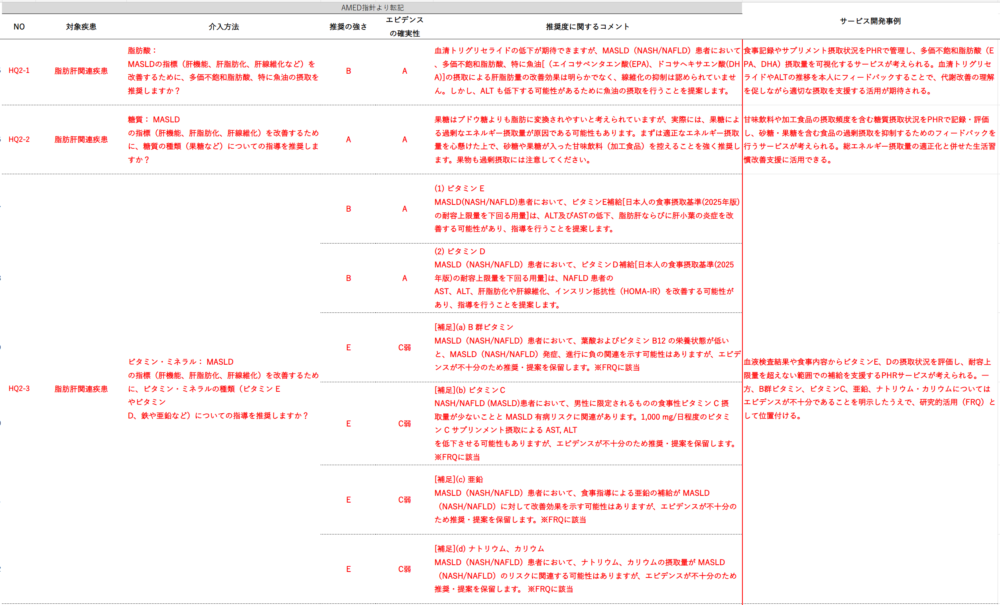 AMED指針より転記
NO
対象疾患
介入方法
推奨の強さ
エビデンス
の確実性
推奨度に関するコメント
サービス開発事例
HQ2-1
脂肪肝関連疾患
脂肪酸：
MASLDの指標（肝機能、肝脂肪化、肝線維化など）を
改善するために、多価不飽和脂肪酸、特に魚油の摂取を
推奨しますか？
B
A
血清トリグリセライドの低下が期待できますが、MASLD（NASH/NAFLD）患者において
、多価不飽和脂肪酸、特に魚油[（エイコサペンタエン酸(EPA)、ドコサヘキサエン酸(DH
A)]の摂取による肝脂肪量の改善効果は明らかでなく、線維化の抑制は認められていませ
ん。しかし、ALT も低下する可能性があるために魚油の摂取を行うことを提案します。
食事記録やサプリメント摂取状況をPHRで管理し、多価不飽和脂肪酸（E
PA、DHA）摂取量を可視化するサービスが考えられる。血清トリグリセ
ライドやALTの推移を本人にフィードバックすることで、代謝改善の理解
を促しながら適切な摂取を支援する活用が期待される。
HQ2-2
脂肪肝関連疾患
糖質： MASLD
の指標（肝機能、肝脂肪化、肝線維化）を改善するため
に、糖質の種類（果糖など）についての指導を推奨しま
すか？
A
A
果糖はブドウ糖よりも脂肪に変換されやすいと考えられていますが、実際には、果糖によ
る過剰なエネルギー摂取量が原因である可能性もあります。まずは適正なエネルギー摂取
量を心懸けた上で、砂糖や果糖が入った甘味飲料（加工食品）を控えることを強く推奨し
ます。果物も過剰摂取には注意してください。
甘味飲料や加工食品の摂取頻度を含む糖質摂取状況をPHRで記録・評価
し、砂糖・果糖を含む食品の過剰摂取を抑制するためのフィードバックを
行うサービスが考えられる。総エネルギー摂取量の適正化と併せた生活習
慣改善支援に活用できる。
HQ2-3
脂肪肝関連疾患
ビタミン・ミネラル： MASLD
の指標（肝機能、肝脂肪化、肝線維化）を改善するため
に、ビタミン・ミネラルの種類（ビタミン E
やビタミン
D、鉄や亜鉛など）についての指導を推奨しますか？
B
A
(1) ビタミン E
MASLD(NASH/NAFLD)患者において、ビタミンE補給[日本人の食事摂取基準(2025年版)
の耐容上限量を下回る用量]は、ALT及びASTの低下、脂肪肝ならびに肝小葉の炎症を改
善する可能性があり、指導を行うことを提案します。
B
A
(2) ビタミン D
MASLD（NASH/NAFLD）患者において、ビタミンD補給[日本人の食事摂取基準(2025
年版)の耐容上限量を下回る用量]は、NAFLD 患者の
AST、ALT、肝脂肪化や肝線維化、インスリン抵抗性（HOMA-IR）を改善する可能性が
あり、指導を行うことを提案します。
E
C弱
[補足](a) B 群ビタミン
MASLD（NASH/NAFLD）患者において、葉酸およびビタミン B12 の栄養状態が低い
と、MASLD（NASH/NAFLD）発症、進行に負の関連を示す可能性はありますが、エビデ
ンスが不十分のため推奨・提案を保留します。※FRQに該当
E
C弱
[補足](b) ビタミンC
NASH/NAFLD (MASLD)患者において、男性に限定されるものの食事性ビタミン C 摂
取量が少ないことと MASLD 有病リスクに関連があります。1,000 mg/日程度のビタミ
ン C サプリンメント摂取による AST, ALT
を低下させる可能性もありますが、エビデンスが不十分のため推奨・提案を保留します。
※FRQに該当
E
C弱
[補足](c) 亜鉛
MASLD（NASH/NAFLD）患者において、食事指導による亜鉛の補給が MASLD
（NASH/NAFLD）に対して改善効果を示す可能性はありますが、エビデンスが不十分の
ため推奨・提案を保留します。※FRQに該当
E
C弱
[補足](d) ナトリウム、カリウム
MASLD（NASH/NAFLD）患者において、ナトリウム、カリウムの摂取量が MASLD
（NASH/NAFLD）のリスクに関連する可能性はありますが、エビデンスが不十分のため
推奨・提案を保留します。 ※FRQに該当
血液検査結果や食事内容からビタミンE、Dの摂取状況を評価し、耐容上
限量を超えない範囲での補給を支援するPHRサービスが考えられる。一
方、B群ビタミン、ビタミンC、亜鉛、ナトリウム・カリウムについては
エビデンスが不十分であることを明示したうえで、研究的活用（FRQ）と
して位置付ける。